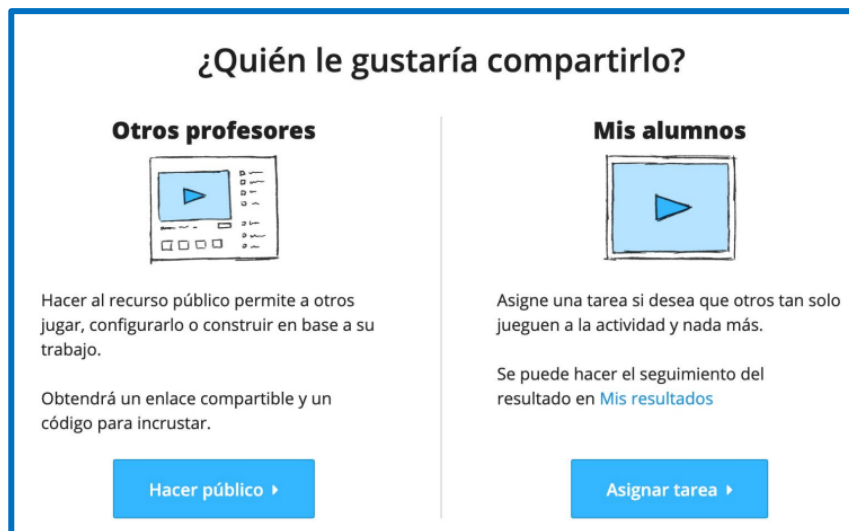 ¿Quién le gustaría compartirlo?
Otros profesores
Hacer al recurso público permite a otros
jugar, configurarlo o construir en base a su
trabajo.
Obtendrá un enlace compartible y un
código para incrustar.
Hacer público
Mis alumnos
Asigne una tarea si desea que otros tan solo
jueguen a la actividad y nada más.
Se puede hacer el seguimiento del
resultado en Mis resultados
Asignar tarea